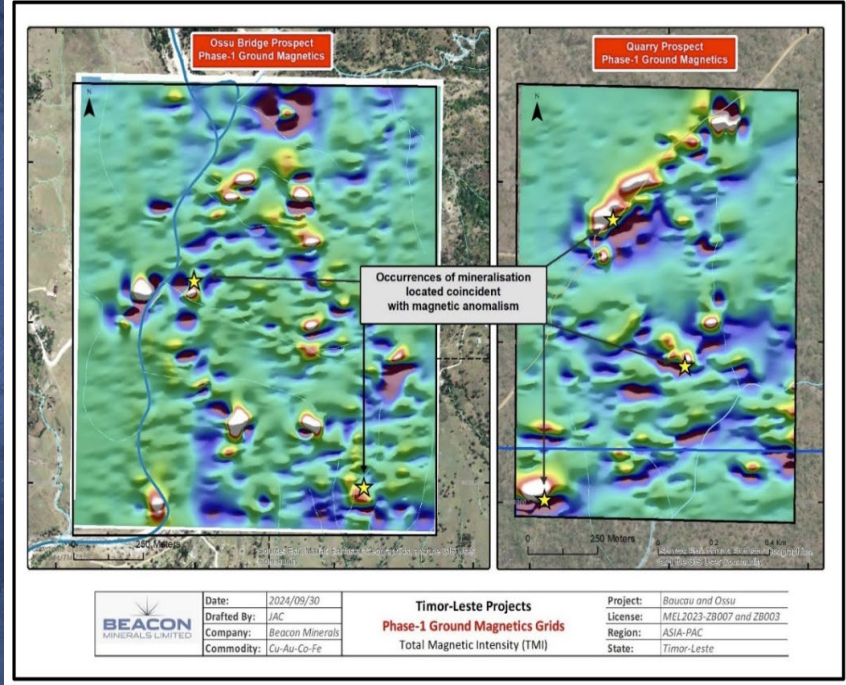 Ossu Bridge Prospect
Phase-1 Ground Magnetics
Quarry Prospect
Phase-1 Ground Magnetics
N
N
Occurrences of mineralisation
located coincident
with magnetic anomalism
250 Meters
0
250 Meters
0.2
0.4 Km
BEACON
MINERALS LIMITED
Date: 2024/09/30
Drafted By: JAC
Company: Beacon Minerals
Commodity: Cu-Au-Co-Fe
Timor-Leste Projects
Phase-1 Ground Magnetics Grids
Total Magnetic Intensity (TMI)
Project: Baucau and Ossu
License: MEL2023-ZB007 and ZB003
Region: ASIA-PAC
State: Timor-Leste